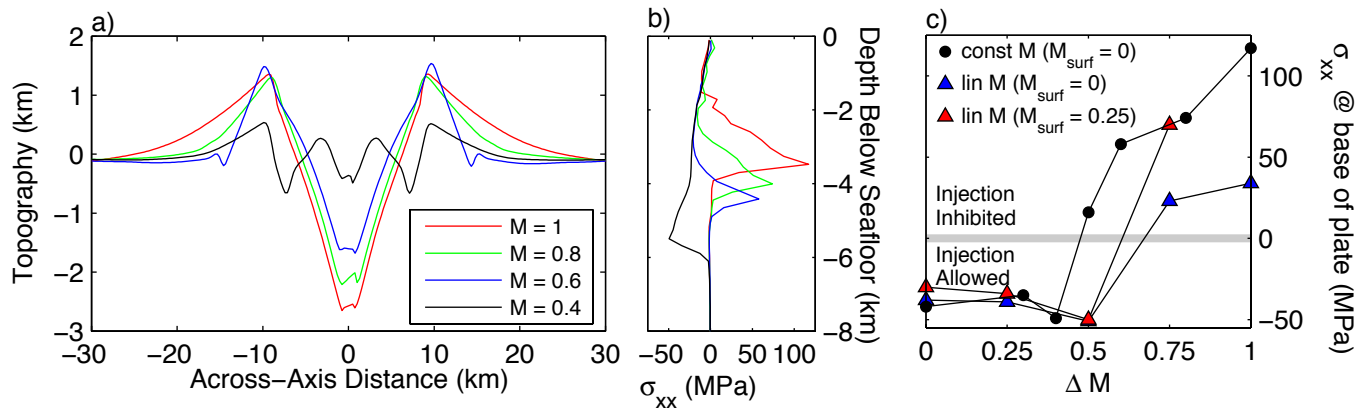 a)
2
1
0
−1
−2
−3
Topography (km)
−30
−20
−10
0
10
20
30
Across−Axis Distance (km)
M = 1
M = 0.8
M = 0.6
M = 0.4
b)
0
−2
−4
−6
−8
Depth Below Seafloor (km)
−50
0
50
100
σxx (MPa)
c)
const M (Msurf = 0)
lin M (Msurf = 0)
lin M (Msurf = 0.25)
Injection
Inhibited
Injection
Allowed
100
50
0
−50
σxx @ base of plate (MPa)
0
0.25
0.5
0.75
1
Δ M